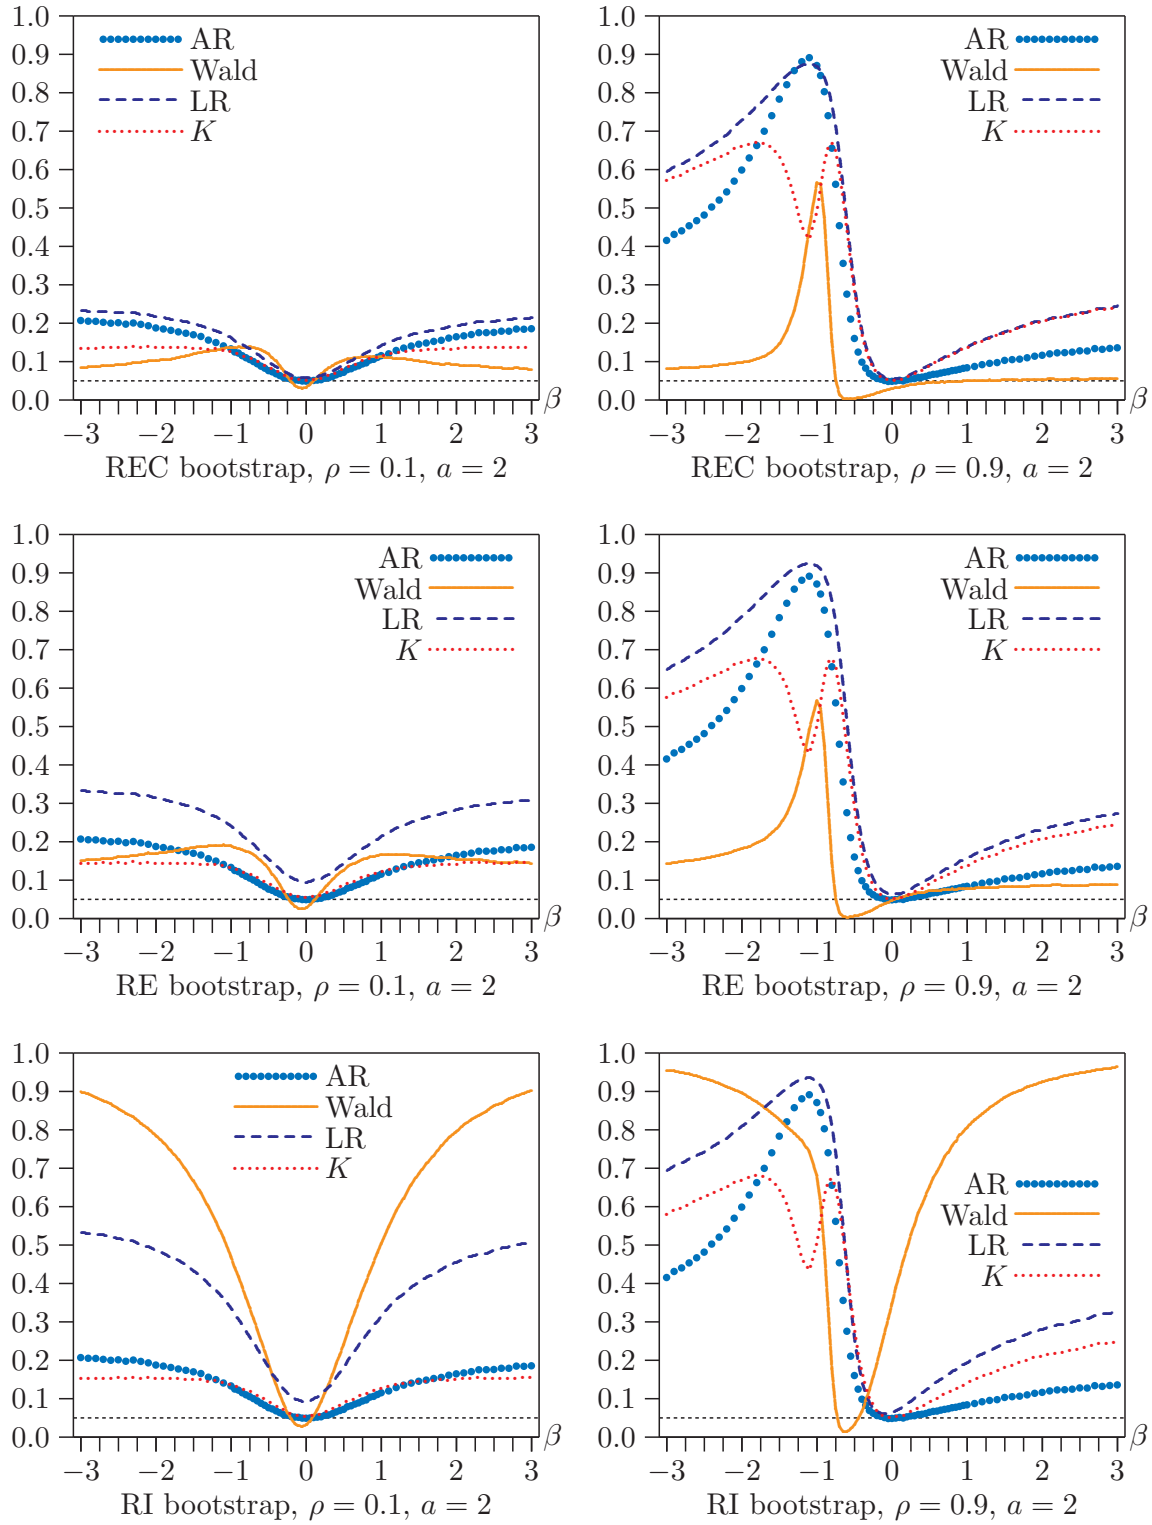 1.0
0.9
0.8
0.7
0.6
0.5
0.4
0.3
0.2
0.1
0.0
AR
Wald
LR
K
β
−3 −2 −1 0 1 2 3
REC bootstrap, ρ = 0.1, a = 2
1.0
0.9
0.8
0.7
0.6
0.5
0.4
0.3
0.2
0.1
0.0
AR
Wald
LR
K
β
−3 −2 −1 0 1 2 3
REC bootstrap, ρ = 0.9, a = 2
1.0
0.9
0.8
0.7
0.6
0.5
0.4
0.3
0.2
0.1
0.0
AR
Wald
LR
K
β
−3 −2 −1 0 1 2 3
RE bootstrap, ρ = 0.1, a = 2
1.0
0.9
0.8
0.7
0.6
0.5
0.4
0.3
0.2
0.1
0.0
AR
Wald
LR
K
β
−3 −2 −1 0 1 2 3
RE bootstrap, ρ = 0.9, a = 2
1.0
0.9
0.8
0.7
0.6
0.5
0.4
0.3
0.2
0.1
0.0
AR
Wald
LR
K
β
−3 −2 −1 0 1 2 3
RI bootstrap, ρ = 0.1, a = 2
1.0
0.9
0.8
0.7
0.6
0.5
0.4
0.3
0.2
0.1
0.0
AR
Wald
LR
K
β
−3 −2 −1 0 1 2 3
RI bootstrap, ρ = 0.9, a = 2